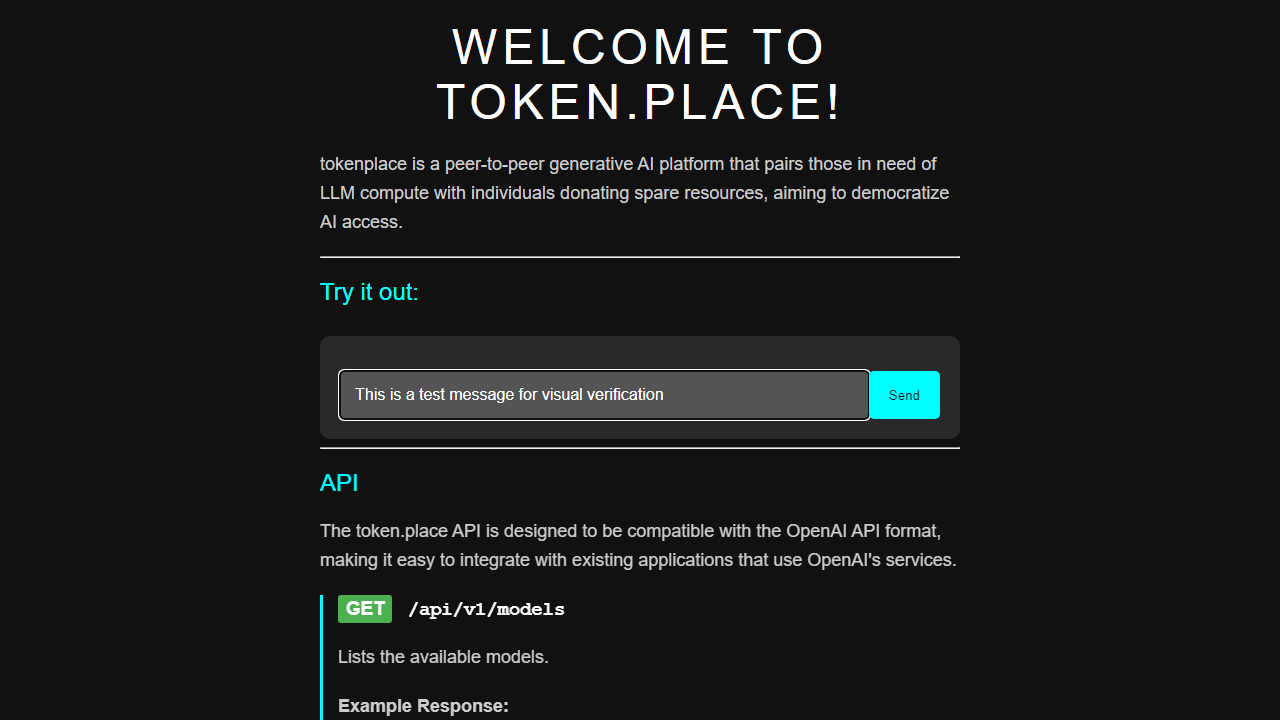 WELCOME TO
TOKEN.PLACE!
tokenplace is a peer-to-peer generative AI platform that pairs those in need of
LLM compute with individuals donating spare resources, aiming to democratize
AI access.
Try it out:
This is a test message for visual verification
Send
API
The token.place API is designed to be compatible with the OpenAI API format,
making it easy to integrate with existing applications that use OpenAI's services.
GET /api/v1/models
Lists the available models.
Example Response: